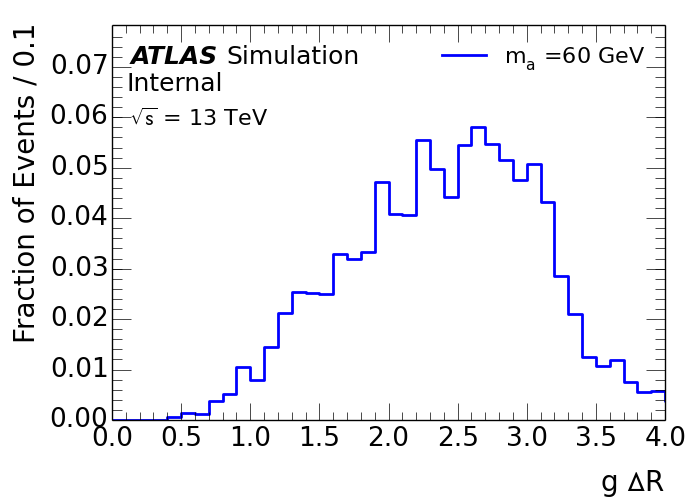 ATLAS Simulation
Internal
√s = 13 TeV
mₐ =60 GeV
Fraction of Events / 0.1
0.07
0.06
0.05
0.04
0.03
0.02
0.01
0.00
0.0 0.5 1.0 1.5 2.0 2.5 3.0 3.5 4.0
g ΔR